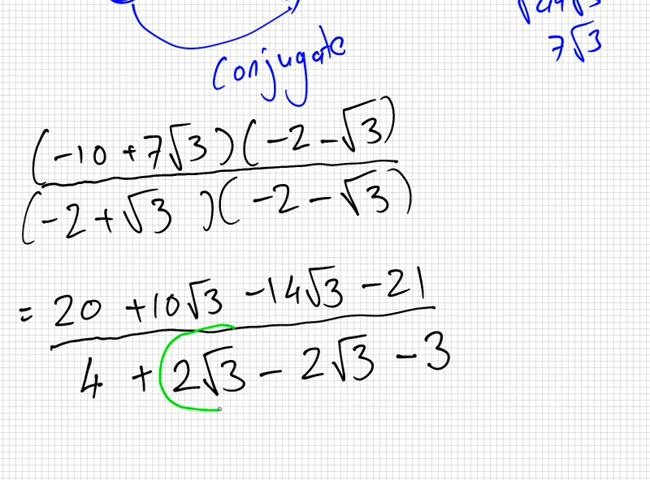 7√3
Conjugate
(-10 + 7√3)(-2 - √3)
(-2 + √3)(-2 - √3)
= 20 + 10√3 - 14√3 - 21
4 + 2√3 - 2√3 - 3